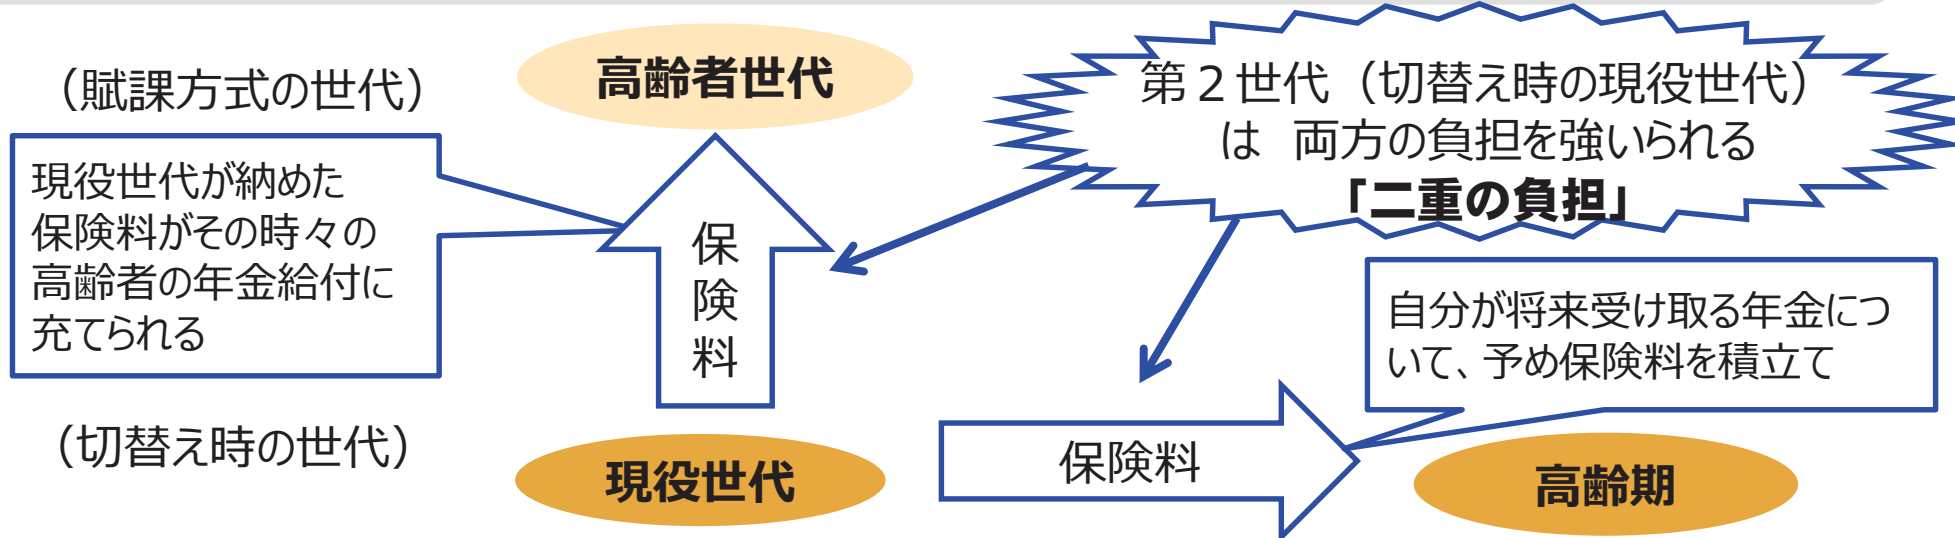 (賦課方式の世代)
高齢者世代
第2世代(切替え時の現役世代)
は 両方の負担を強いられる
「二重の負担」
現役世代が納めた
保険料がその時々の
高齢者の年金給付に
充てられる
保険料
自分が将来受け取る年金につ
いて、予め保険料を積立て
(切替え時の世代)
現役世代
保険料
高齢期